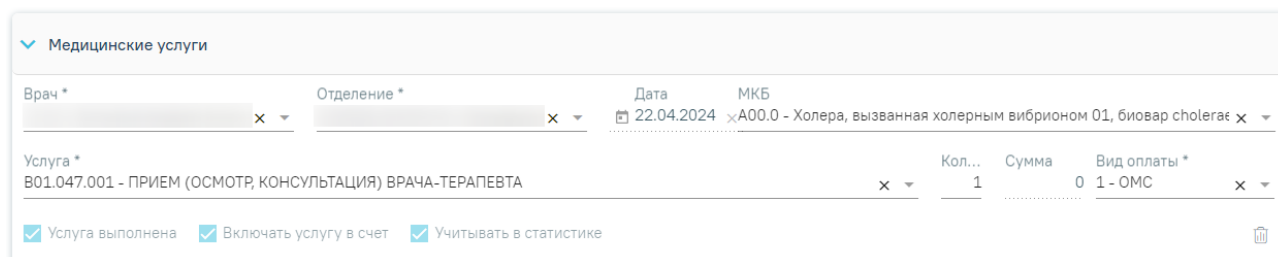 Медицинские услуги
Врач * Отделение * Дата МКБ
22.04.2024 A00.0 - Холера, вызванная холерным вибрионом 01, биовар cholerae
Услуга * Кол... Сумма Вид оплаты *
B01.047.001 - ПРИЕМ (ОСМОТР, КОНСУЛЬТАЦИЯ) ВРАЧА-ТЕРАПЕВТА 1 0 1 - ОМС
Услуга выполнена Включать услугу в счет Учитывать в статистике